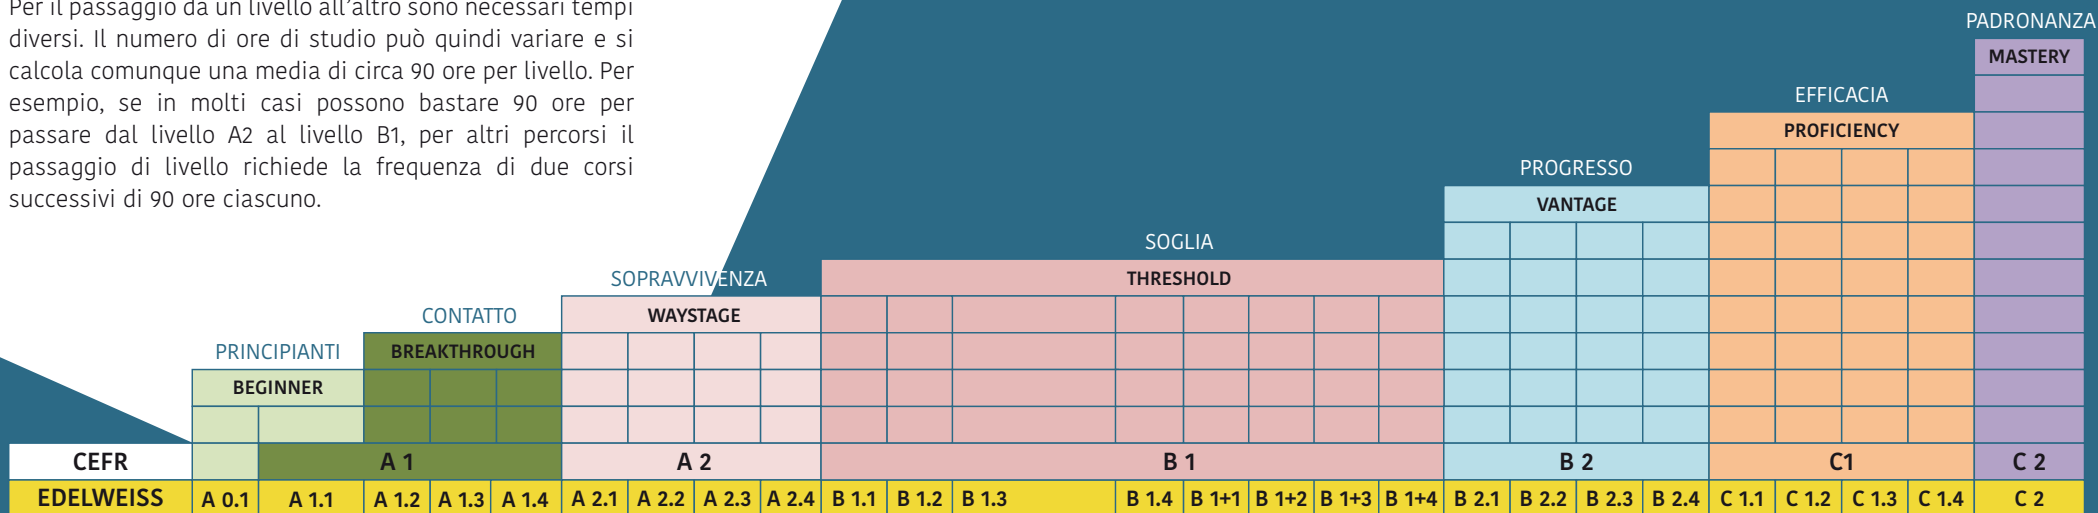 Per il passaggio da un livello all'altro sono necessari tempi
diversi. Il numero di ore di studio può quindi variare e si
calcola comunque una media di circa 90 ore per livello. Per
esempio, se in molti casi possono bastare 90 ore per
passare dal livello A2 al livello B1, per altri percorsi il
passaggio di livello richiede la frequenza di due corsi
successivi di 90 ore ciascuno.
PADRONANZA
MASTERY
EFFICACIA
PROFICIENCY
PROGRESSO
VANTAGE
SOGLIA
THRESHOLD
SOPRAVVIVENZA
WAYSTAGE
CONTATTO
BREAKTHROUGH
PRINCIPIANTI
BEGINNER
CEFR A 1 A 2 B 1 B 2 C1 C 2
EDELWEISS A 0.1 A 1.1 A 1.2 A 1.3 A 1.4 A 2.1 A 2.2 A 2.3 A 2.4 B 1.1 B 1.2 B 1.3 B 1.4 B 1+1 B 1+2 B 1+3 B 1+4 B 2.1 B 2.2 B 2.3 B 2.4 C 1.1 C 1.2 C 1.3 C 1.4 C 2